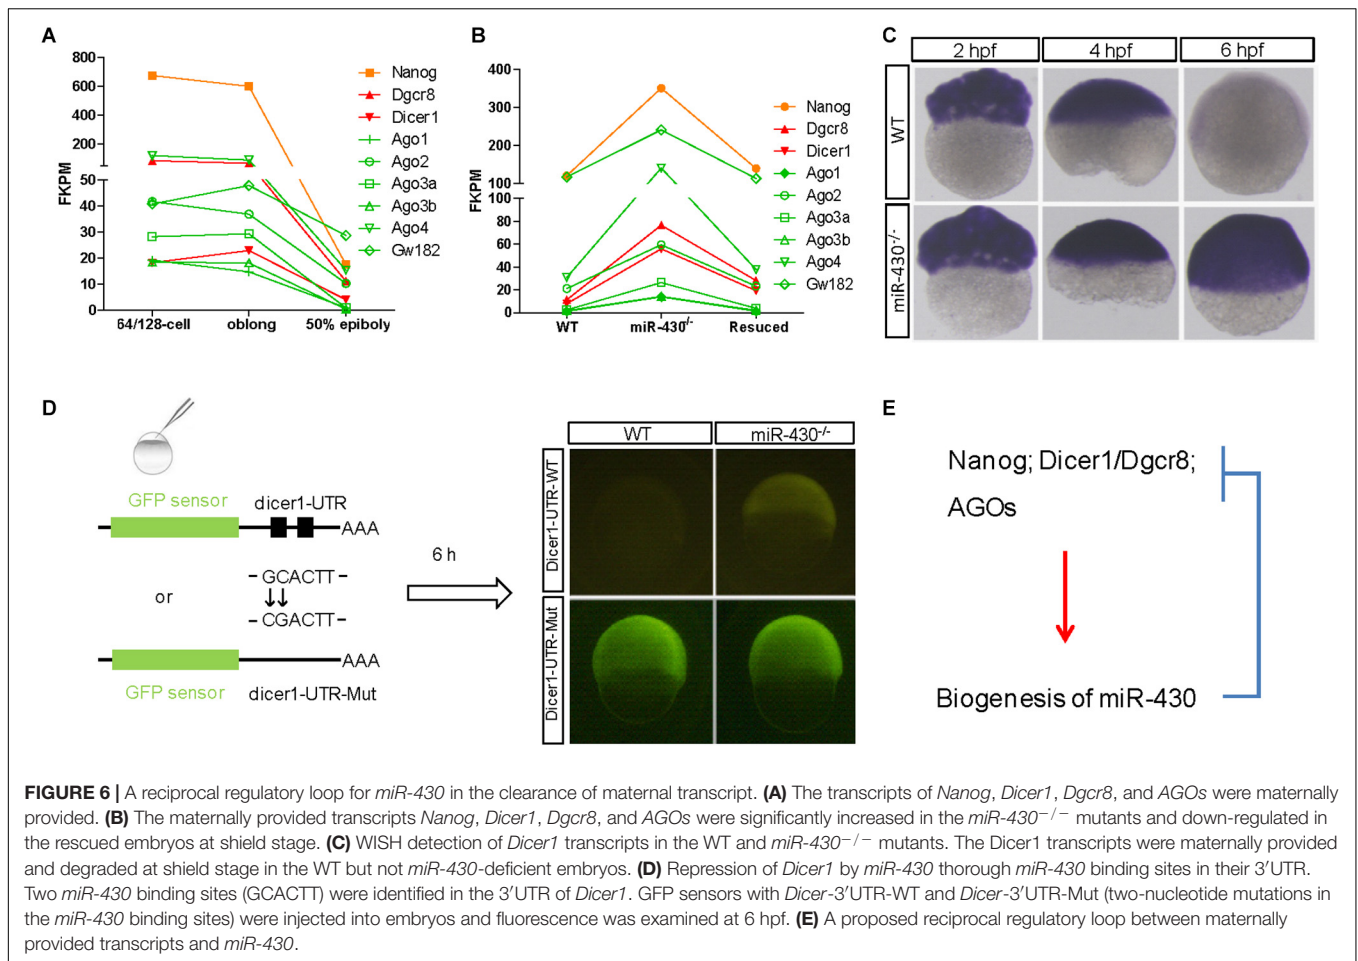 A
FKPM
800
600
400
200
50
40
30
20
10
0
64/128-cell
oblong
50% epiboly
Nanog
Dgcr8
Dicer1
Ago1
Ago2
Ago3a
Ago3b
Ago4
Gw182
B
FKPM
400
300
200
100
100
80
60
40
20
0
WT
miR-430/-
Resuced
Nanog
Dgcr8
Dicer1
Ago1
Ago2
Ago3a
Ago3b
Ago4
Gw182
C
2 hpf
4 hpf
6 hpf
WT
miR-430-/-
D
GFP sensor
dicer1-UTR
AAA
or
– GCACTT –
– CGACTT –
AAA
GFP sensor
dicer1-UTR-Mut
6 h
WT
miR-430-/-
Dicer1-UTR-WT
Dicer1-UTR-Mut
E
Nanog; Dicer1/Dgcr8;
AGOs
Biogenesis of miR-430
FIGURE 6 | A reciprocal regulatory loop for miR-430 in the clearance of maternal transcript. (A) The transcripts of Nanog, Dicer1, Dgcr8, and AGOs were maternally
provided. (B) The maternally provided transcripts Nanog, Dicer1, Dgcr8, and AGOs were significantly increased in the miR-430−/− mutants and down-regulated in
the rescued embryos at shield stage. (C) WISH detection of Dicer1 transcripts in the WT and miR-430−/− mutants. The Dicer1 transcripts were maternally provided
and degraded at shield stage in the WT but not miR-430-deficient embryos. (D) Repression of Dicer1 by miR-430 thorough miR-430 binding sites in their 3′UTR.
Two miR-430 binding sites (GCACTT) were identified in the 3′UTR of Dicer1. GFP sensors with Dicer-3′UTR-WT and Dicer-3′UTR-Mut (two-nucleotide mutations in
the miR-430 binding sites) were injected into embryos and fluorescence was examined at 6 hpf. (E) A proposed reciprocal regulatory loop between maternally
provided transcripts and miR-430.